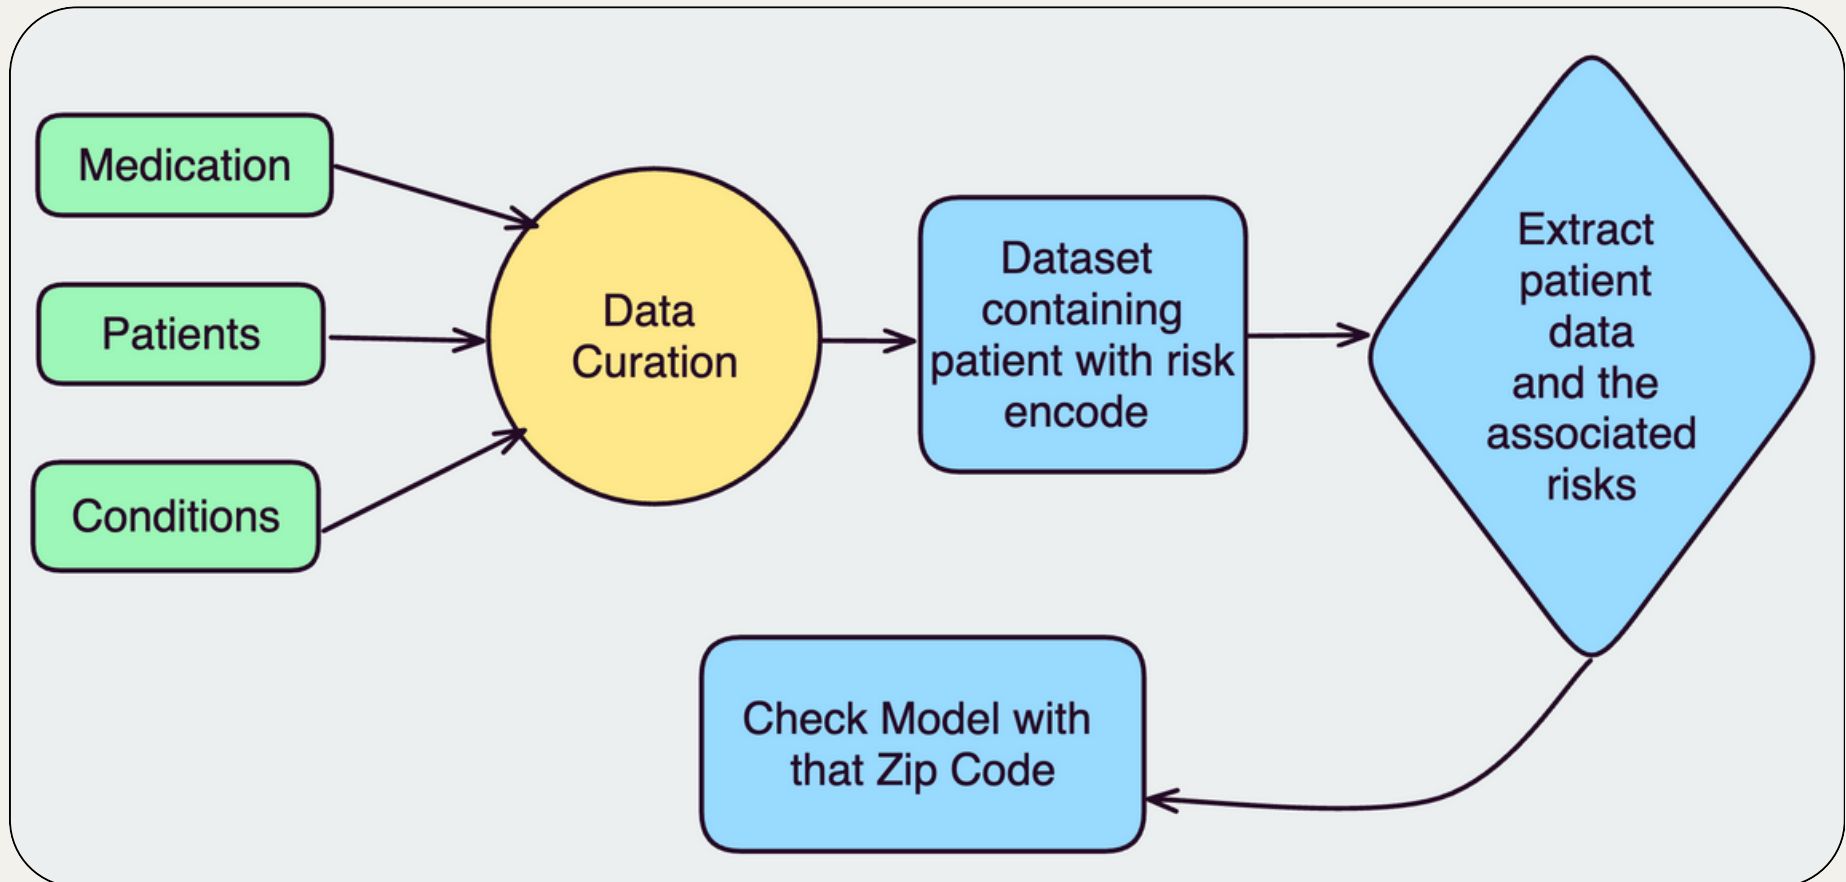 Medication
Patients
Conditions
Data
Curation
Dataset
containing
patient with risk
encode
Extract
patient
data
and the
associated
risks
Check Model with
that Zip Code